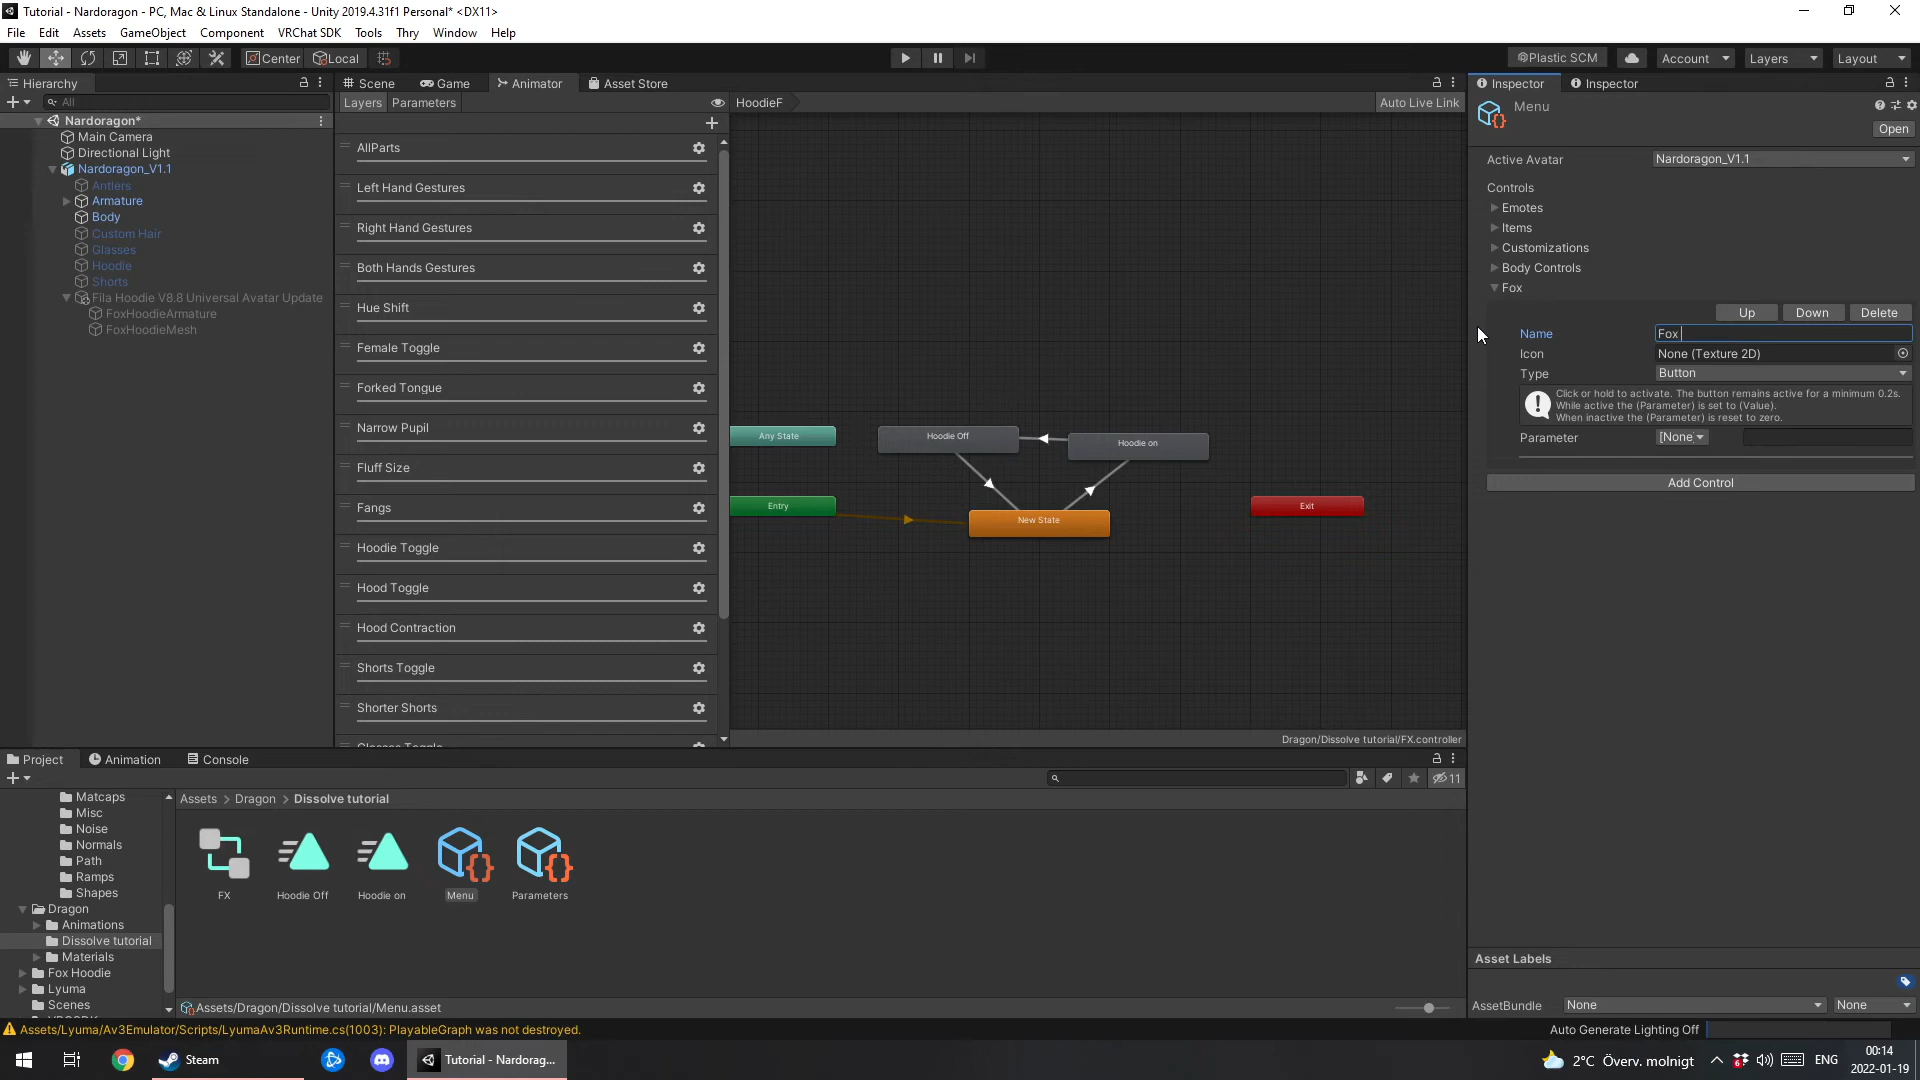 Tutorial - Nardoragon - PC, Mac & Linux Standalone - Unity 2019.4.31f1 Personal* <DX11>
File Edit Assets GameObject Component VRChat SDK Tools Thry Window Help
Center Local Plastic SCM Account Layers Layout
Hierarchy Scene Game Animator Asset Store Inspector Inspector
All Layers Parameters HoodieF Auto Live Link
Menu
Open
Nardoragon*
Main Camera
Directional Light
Nardoragon_V1.1
Antlers
Armature
Body
Custom Hair
Glasses
Hoodie
Shorts
Fila Hoodie V8.8 Universal Avatar Update
FoxHoodieArmature
FoxHoodieMesh
AllParts
Left Hand Gestures
Right Hand Gestures
Both Hands Gestures
Hue Shift
Female Toggle
Forked Tongue
Narrow Pupil
Fluff Size
Fangs
Hoodie Toggle
Hood Toggle
Hood Contraction
Shorts Toggle
Shorter Shorts
Glasses Toggle
Any State
Hoodie Off
Hoodie on
Entry
New State
Exit
Dragon/Dissolve tutorial/FX.controller
Active Avatar Nardoragon_V1.1
Controls
Emotes
Items
Customizations
Body Controls
Fox
Up Down Delete
Name Fox
Icon None (Texture 2D)
Type Button
Click or hold to activate. The button remains active for a minimum 0.2s.
While active the (Parameter) is set to (Value).
When inactive the (Parameter) is reset to zero.
Parameter [None
Add Control
Asset Labels
AssetBundle None None
Project Animation Console
11
Matcaps
Misc
Noise
Normals
Path
Ramps
Shapes
Dragon
Animations
Dissolve tutorial
Materials
Fox Hoodie
Lyuma
Scenes
Assets > Dragon > Dissolve tutorial
FX Hoodie Off Hoodie on Menu Parameters
Assets/Dragon/Dissolve tutorial/Menu.asset
Assets/Lyuma/Av3Emulator/Scripts/LyumaAv3Runtime.cs(1003): PlayableGraph was not destroyed.
Auto Generate Lighting Off
Steam
Tutorial - Nardorag...
2°C Överv. molnigt
ENG
00:14
2022-01-19